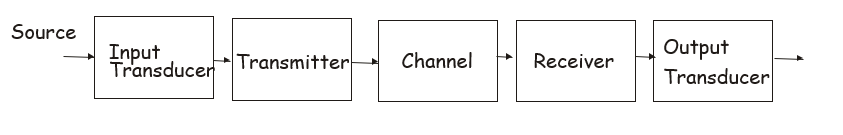 Source
Input
Transducer
Transmitter
Channel
Receiver
Output
Transducer